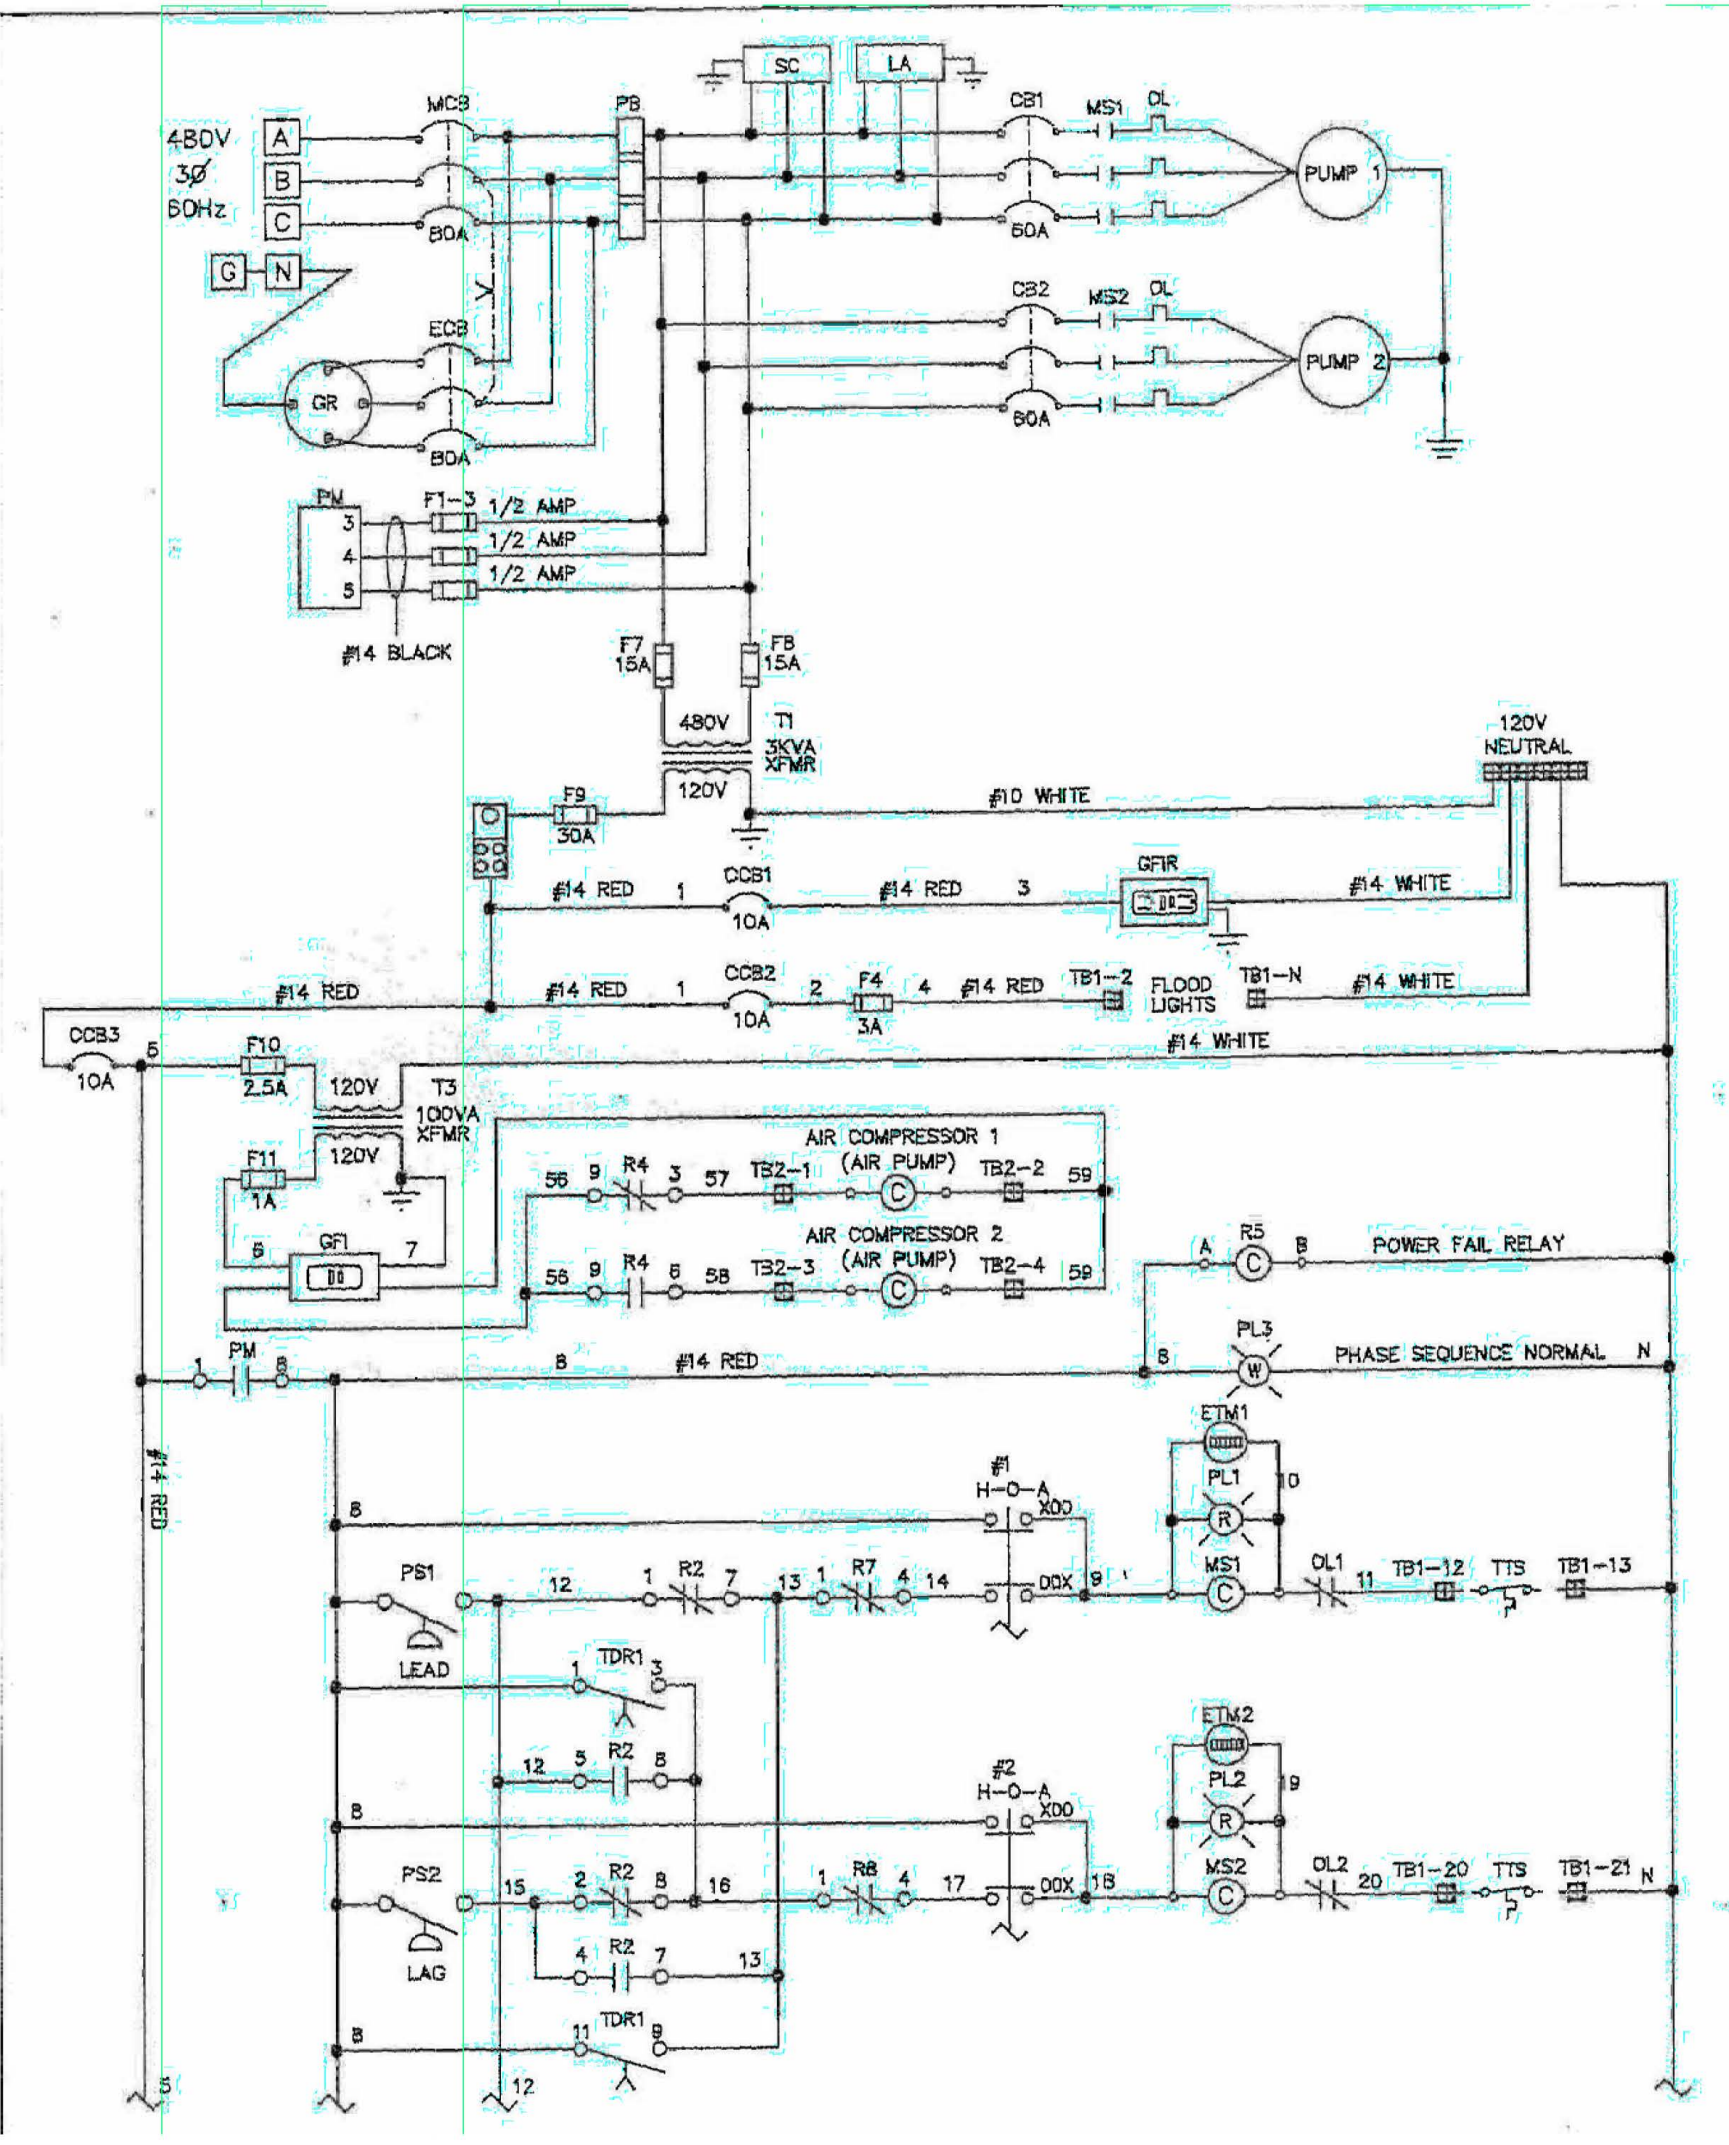 SC
LA
MCB
PB
CB1
MS1
OL
480V
3Ø
60Hz
A
B
C
80A
60A
PUMP 1
G
N
ECB
CB2
MS2
OL
GR
80A
60A
PUMP 2
PM
F1-3
1/2 AMP
3
1/2 AMP
4
1/2 AMP
5
#14 BLACK
F7
15A
F8
15A
480V
T1
3KVA
XFMR
120V
120V
NEUTRAL
F9
30A
#10 WHITE
#14 RED
1
CCB1
10A
#14 RED
3
GFIR
#14 WHITE
#14 RED
#14 RED
1
CCB2
10A
2
F4
3A
4
#14 RED
TB1-2
FLOOD
LIGHTS
TB1-N
#14 WHITE
CCB3
10A
5
F10
2.5A
120V
T3
100VA
XFMR
120V
#14 WHITE
F11
1A
AIR COMPRESSOR 1
(AIR PUMP)
56
9
R4
3
57
TB2-1
C
TB2-2
59
AIR COMPRESSOR 2
(AIR PUMP)
56
9
R4
6
58
TB2-3
C
TB2-4
59
6
GFI
7
A
R5
C
B
POWER FAIL RELAY
1
PM
8
8
#14 RED
8
PL3
W
PHASE SEQUENCE NORMAL
N
#14 RED
ETM1
PL1
R
10
8
#1
H-O-A
XOO
PS1
12
1
R2
7
13
1
R7
4
14
OOX
9
MS1
C
OL1
11
TB1-12
TTS
TB1-13
LEAD
1
TDR1
3
12
5
R2
8
ETM2
PL2
R
19
8
#2
H-O-A
XOO
PS2
15
2
R2
8
16
1
R8
4
17
OOX
18
MS2
C
OL2
20
TB1-20
TTS
TB1-21
N
LAG
4
R2
7
13
8
11
TDR1
9
5
12